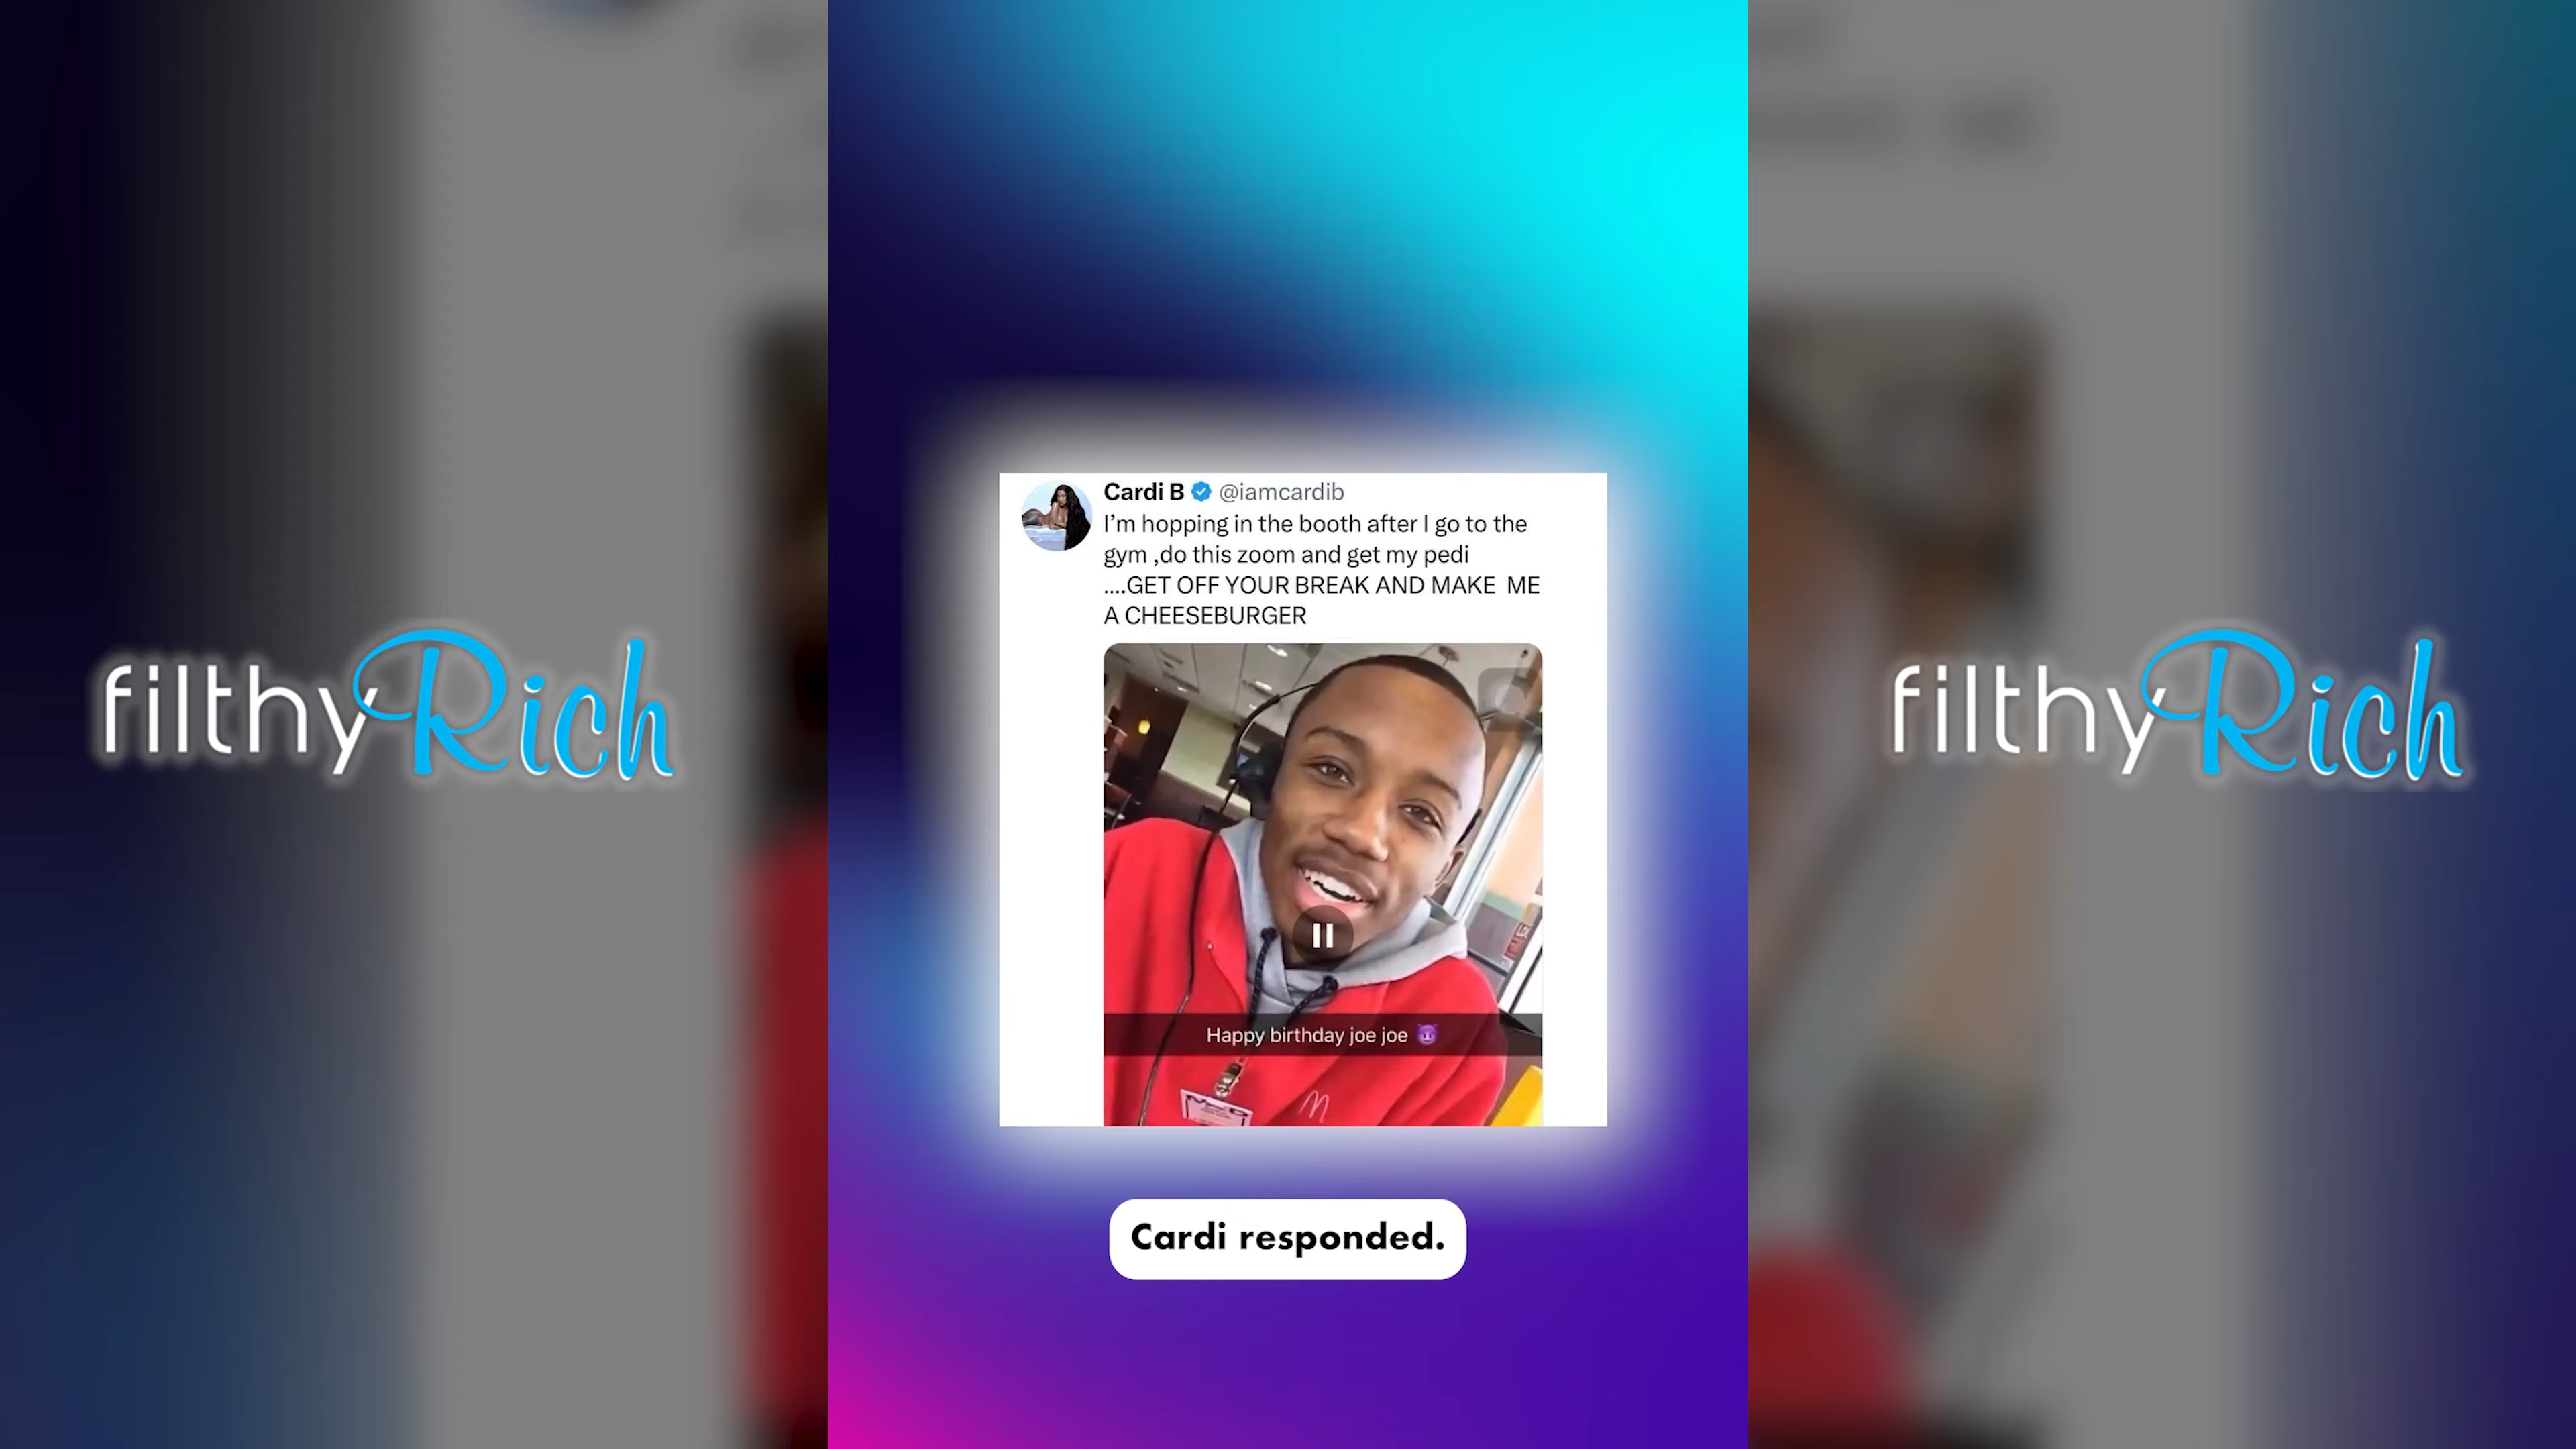 Cardi B @iamcardib
I'm hopping in the booth after I go to the
gym ,do this zoom and get my pedi
....GET OFF YOUR BREAK AND MAKE ME
A CHEESEBURGER
filthyRich
filthyRich
Happy birthday joe joe 😈
Cardi responded.